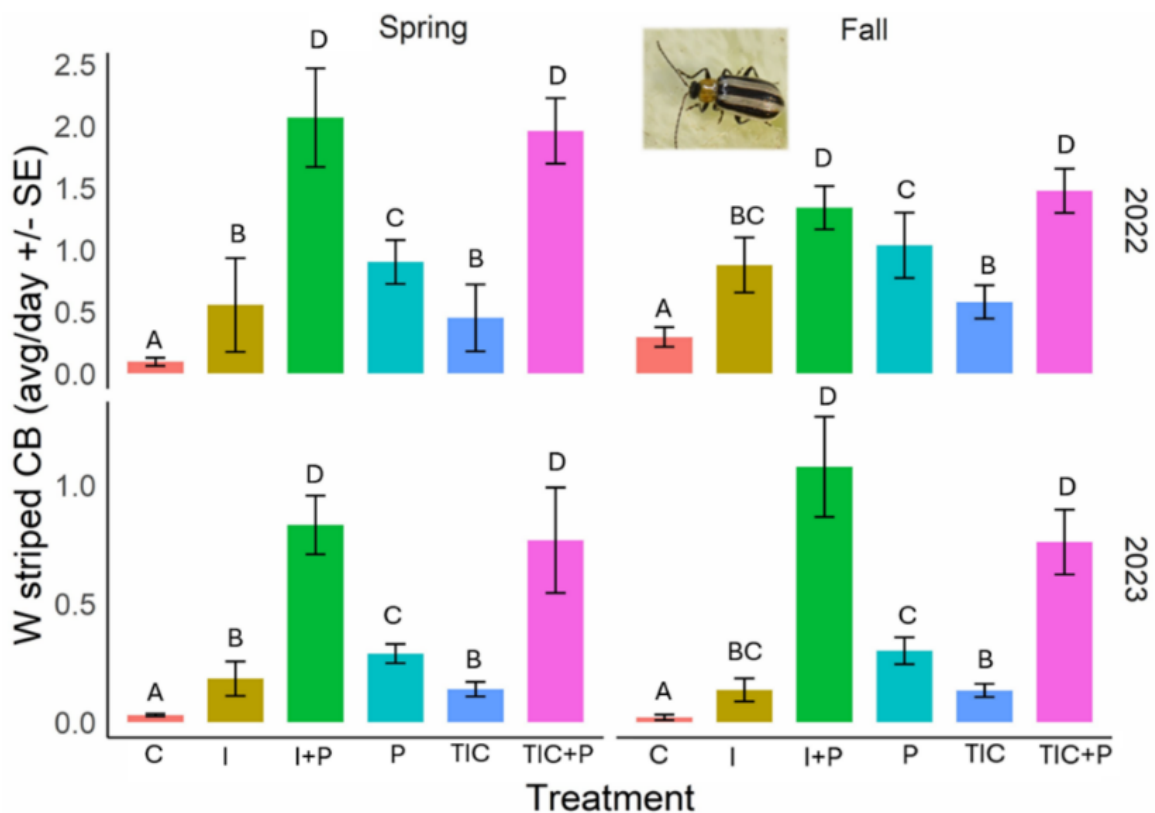 Spring
Fall
W striped CB (avg/day +/- SE)
2.5
2.0
1.5
1.0
0.5
0.0
A
B
D
C
B
D
A
BC
D
C
B
D
2022
1.0
0.5
0.0
A
B
D
C
B
D
A
BC
D
C
B
D
2023
C I I+P P TIC TIC+P
C I I+P P TIC TIC+P
Treatment